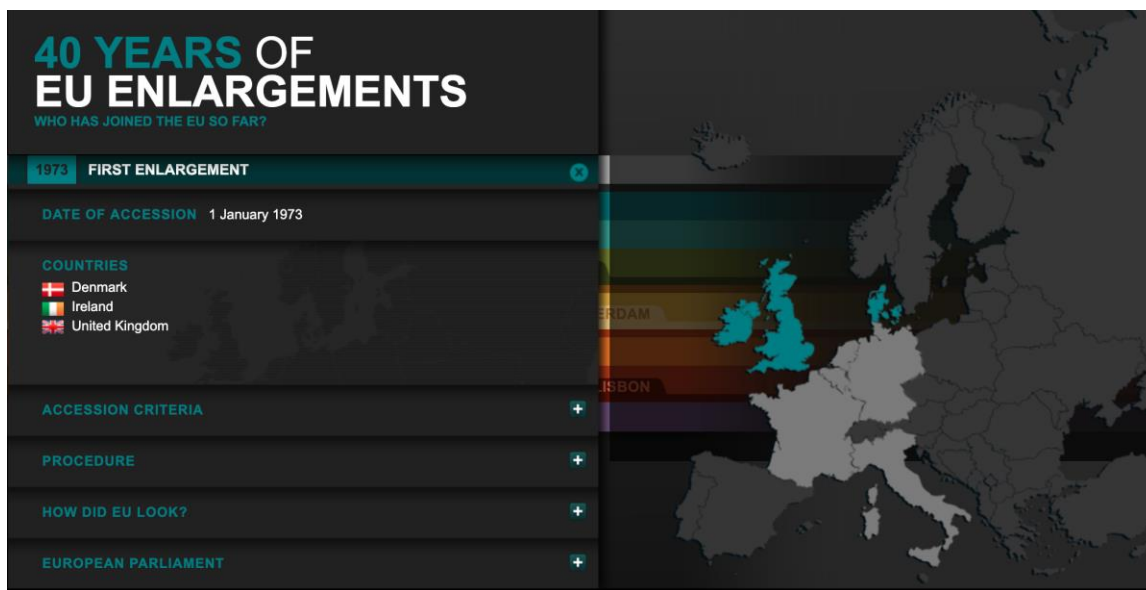 40 YEARS OF
EU ENLARGEMENTS
WHO HAS JOINED THE EU SO FAR?
1973 FIRST ENLARGEMENT
DATE OF ACCESSION 1 January 1973
COUNTRIES
Denmark
Ireland
United Kingdom
ERDAM
LISBON
ACCESSION CRITERIA
PROCEDURE
HOW DID EU LOOK?
EUROPEAN PARLIAMENT